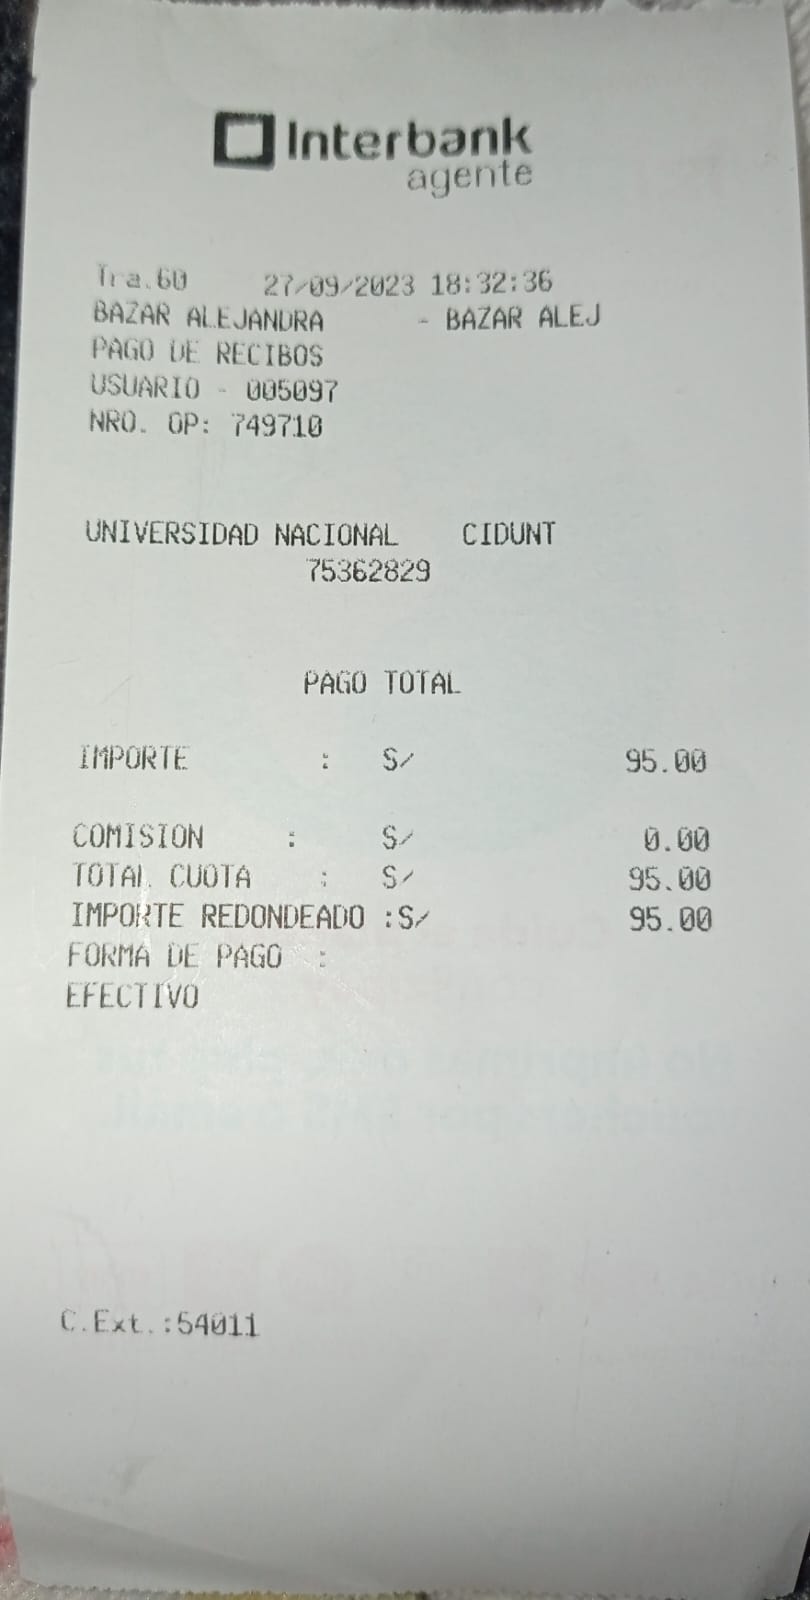 Interbank
agente
Tra.60 27/09/2023 18:32:36
BAZAR ALEJANDRA - BAZAR ALEJ
PAGO DE RECIBOS
USUARIO - 005097
NRO. OP: 749710
UNIVERSIDAD NACIONAL CIDUNT
75362829
PAGO TOTAL
IMPORTE : S/ 95.00
COMISION : S/ 0.00
TOTAL CUOTA : S/ 95.00
IMPORTE REDONDEADO :S/ 95.00
FORMA DE PAGO :
EFECTIVO
C.Ext.:54011